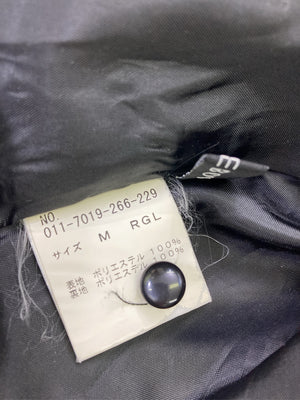 NO.
011-7019-266-229
サイズ M RGL
表地 ポリエステル 100%
裏地 ポリエステル 100%